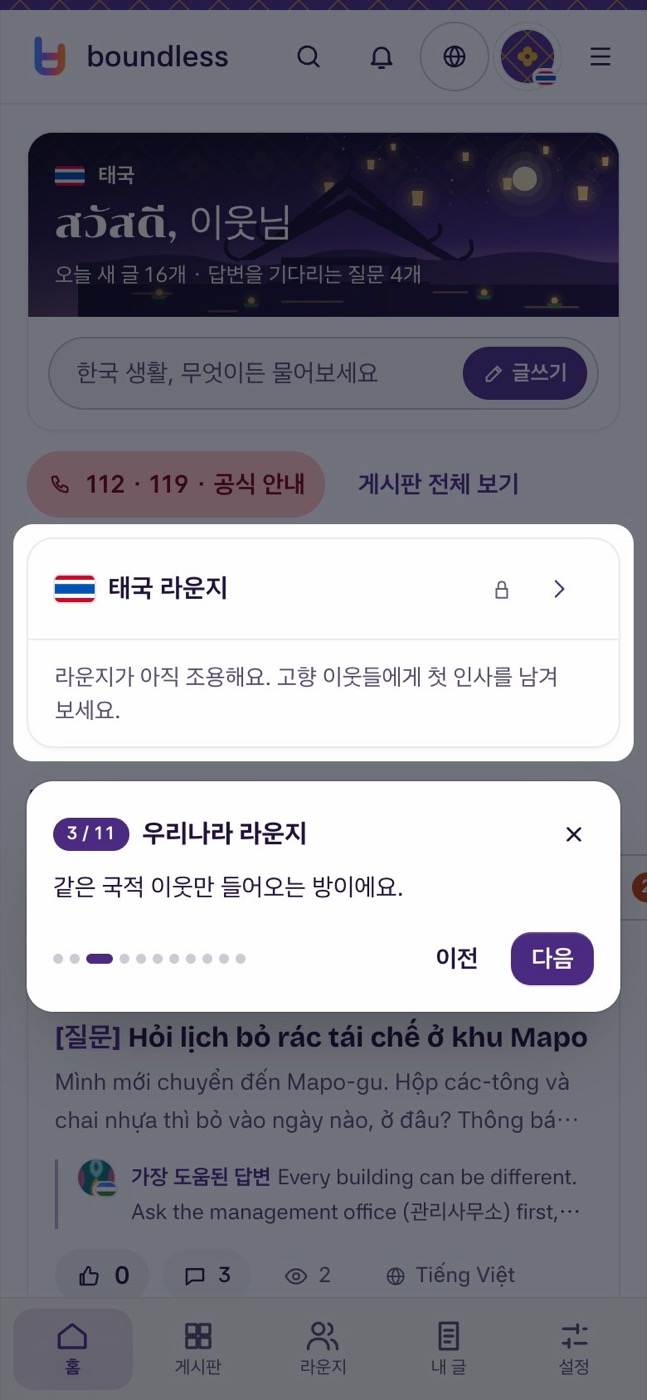 boundless
태국
สวัสดี, 이웃님
오늘 새 글 16개 · 답변을 기다리는 질문 4개
한국 생활, 무엇이든 물어보세요
글쓰기
112 · 119 · 공식 안내
게시판 전체 보기
태국 라운지
라운지가 아직 조용해요. 고향 이웃들에게 첫 인사를 남겨
보세요.
3 / 11 우리나라 라운지
같은 국적 이웃만 들어오는 방이에요.
이전
다음
[질문] Hỏi lịch bỏ rác tái chế ở khu Mapo
Mình mới chuyển đến Mapo-gu. Hộp các-tông và
chai nhựa thì bỏ vào ngày nào, ở đâu? Thông bá…
가장 도움된 답변 Every building can be different.
Ask the management office (관리사무소) first,…
0
3
2
Tiếng Việt
홈
게시판
라운지
내 글
설정